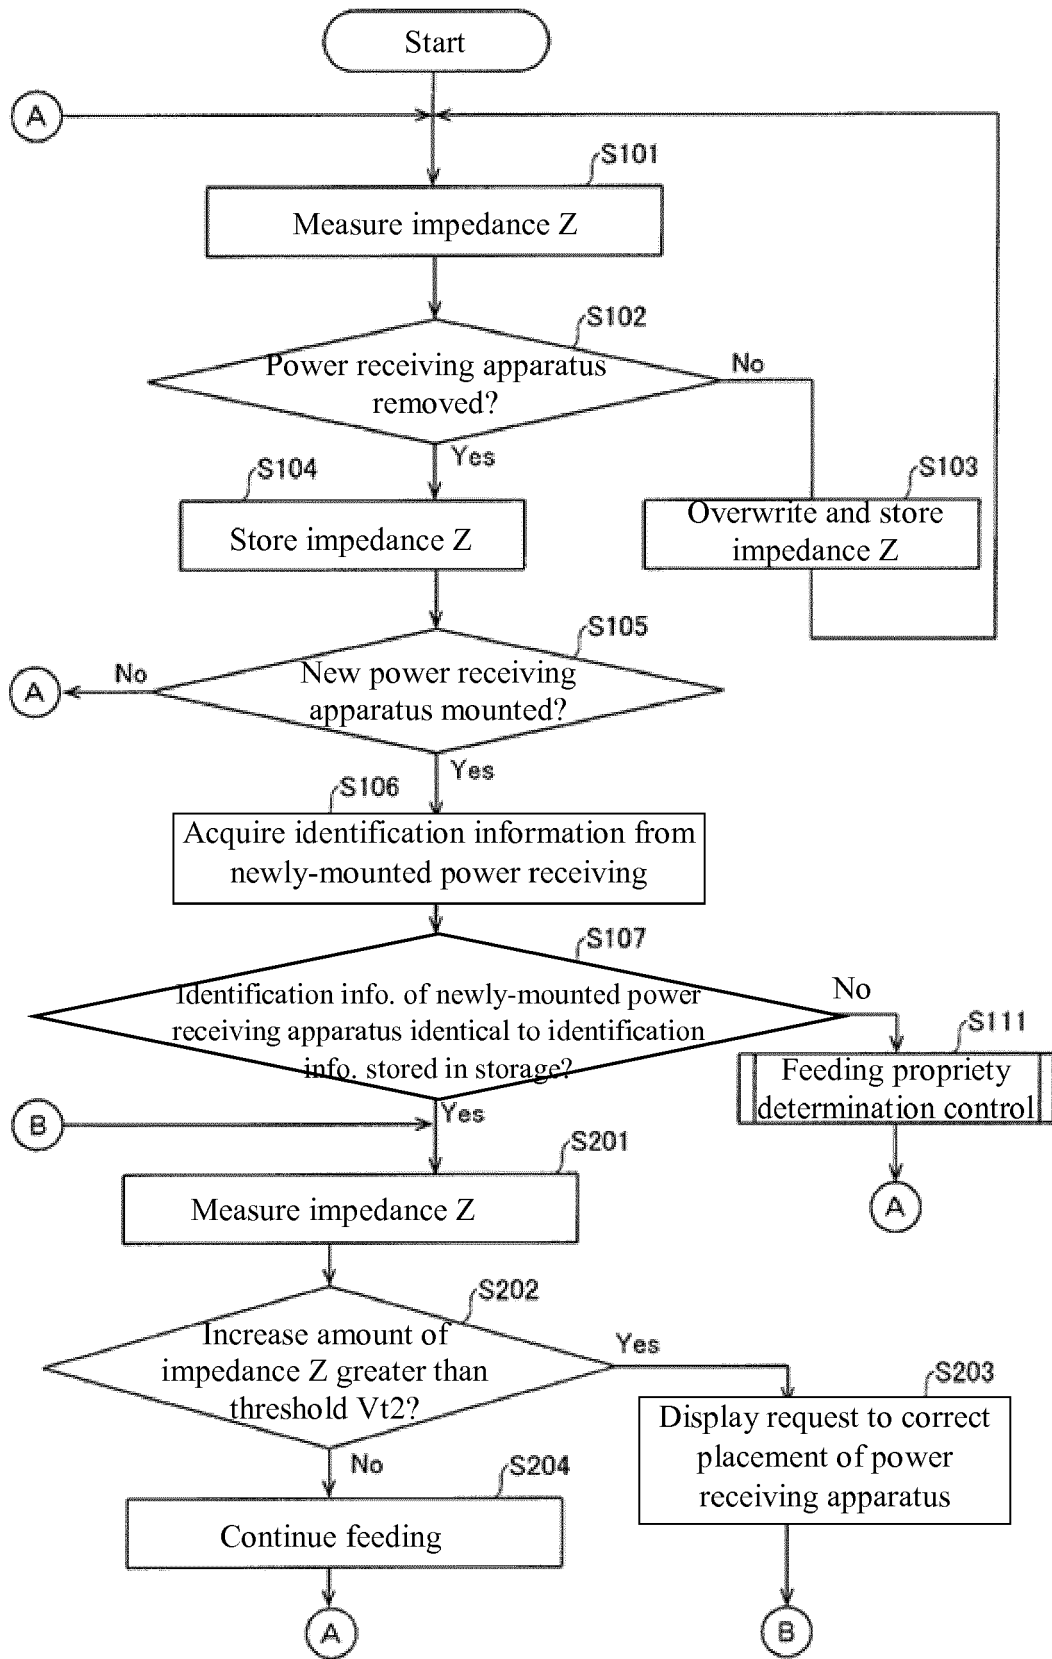 Start
A
S101
Measure impedance Z
S102
Power receiving apparatus
removed?
No
Yes
S104
Store impedance Z
S103
Overwrite and store
impedance Z
S105
New power receiving
apparatus mounted?
No
A
Yes
S106
Acquire identification information from
newly-mounted power receiving
S107
Identification info. of newly-mounted power
receiving apparatus identical to identification
info. stored in storage?
No
S111
Feeding propriety
determination control
A
Yes
B
S201
Measure impedance Z
S202
Increase amount of
impedance Z greater than
threshold Vt2?
Yes
S203
Display request to correct
placement of power
receiving apparatus
No
S204
Continue feeding
A
B